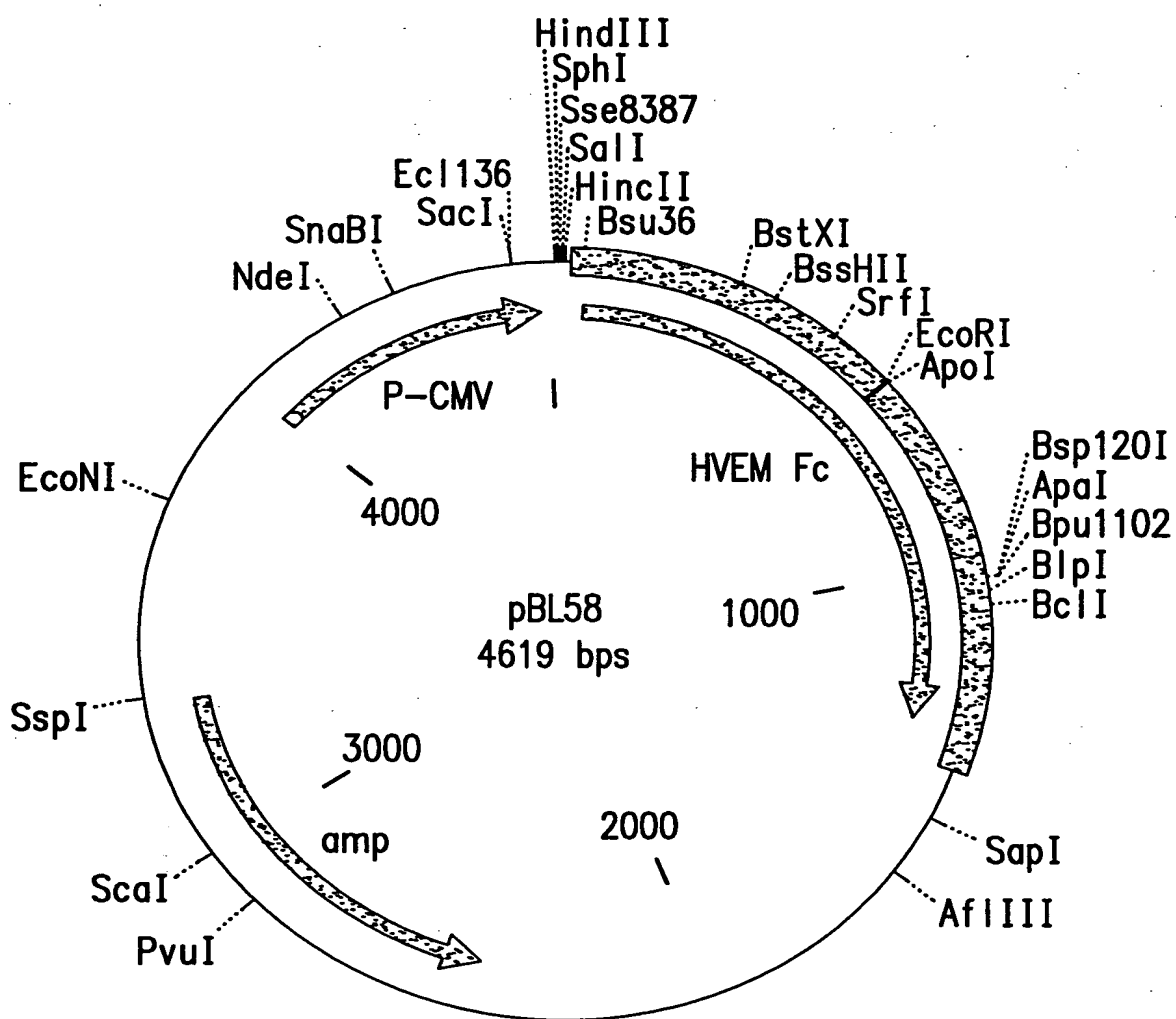 HindIII
SphI
Sse8387
SalI
HincII
Bsu36
Ecl136
SacI
SnaBI
NdeI
BstXI
BssHII
SrfI
EcoRI
ApoI
P-CMV
I
HVEM Fc
EcoNI
4000
Bsp120I
ApaI
Bpu1102
BlpI
BclI
1000
pBL58
4619 bps
SspI
3000
amp
2000
SapI
AflIII
ScaI
PvuI